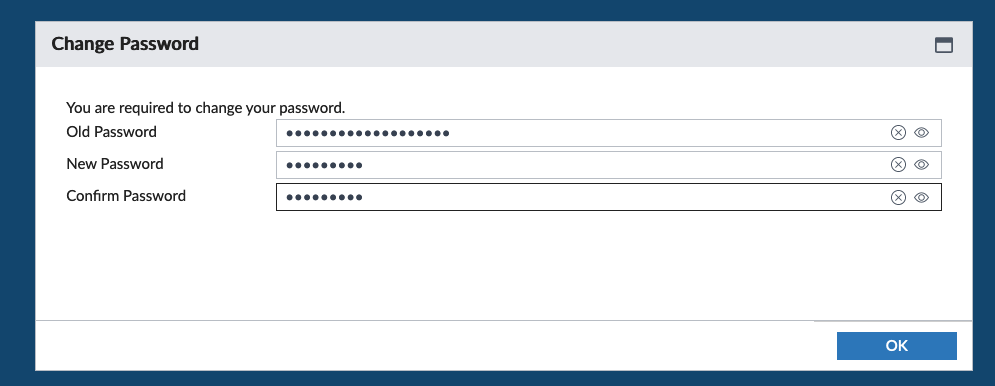 Change Password
You are required to change your password.
Old Password ●●●●●●●●●●●●●●●●●●●
New Password ●●●●●●●●●
Confirm Password ●●●●●●●●●
OK